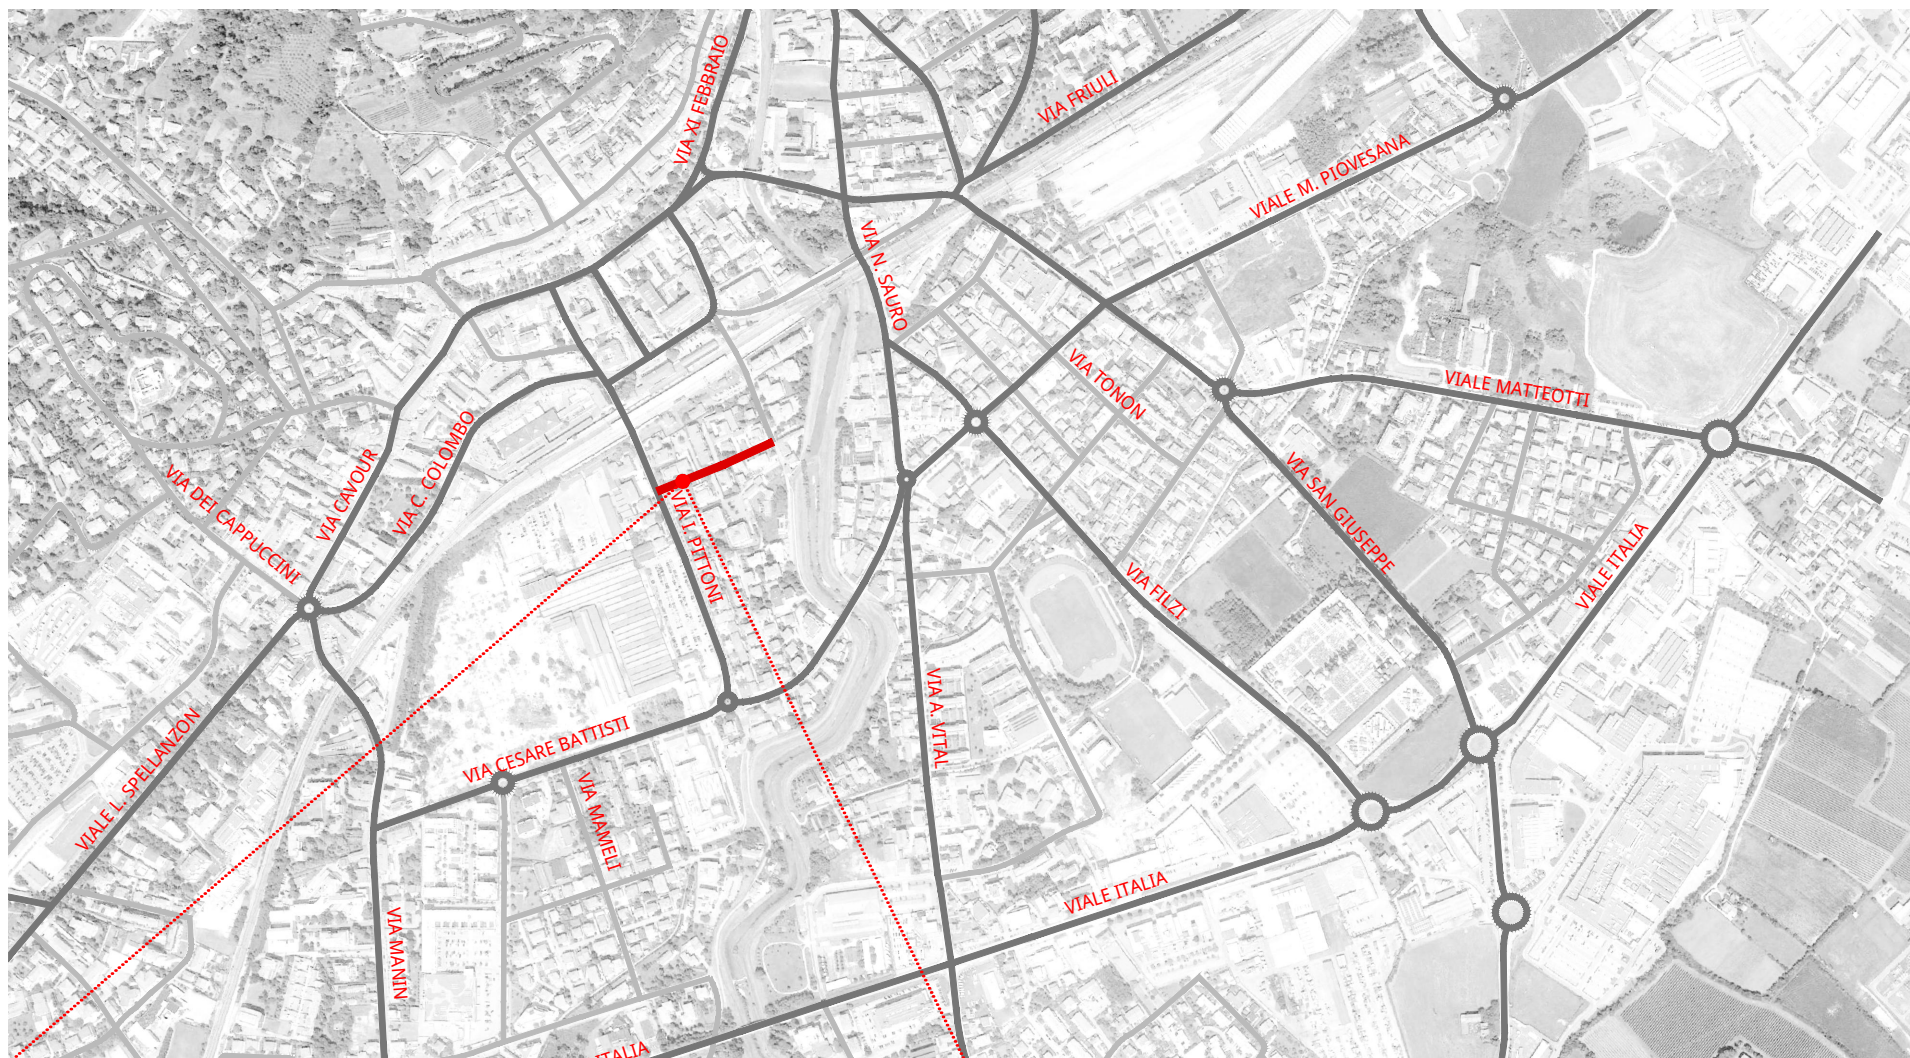 VIA XI FEBBRAIO
VIA FRIULI
VIALE M. PIOVESANA
VIA N. SAURO
VIA TONON
VIALE MATTEOTTI
VIA CAVOUR
VIA C. COLOMBO
VIA DEI CAPPUCCINI
VIA I. PITTONI
VIA SAN GIUSEPPE
VIALE ITALIA
VIA FILZI
VIALE L. SPELLANZON
VIA CESARE BATTISTI
VIA A. VITAL
VIA MAMELI
VIALE ITALIA
VIA MANIN
ITALIA